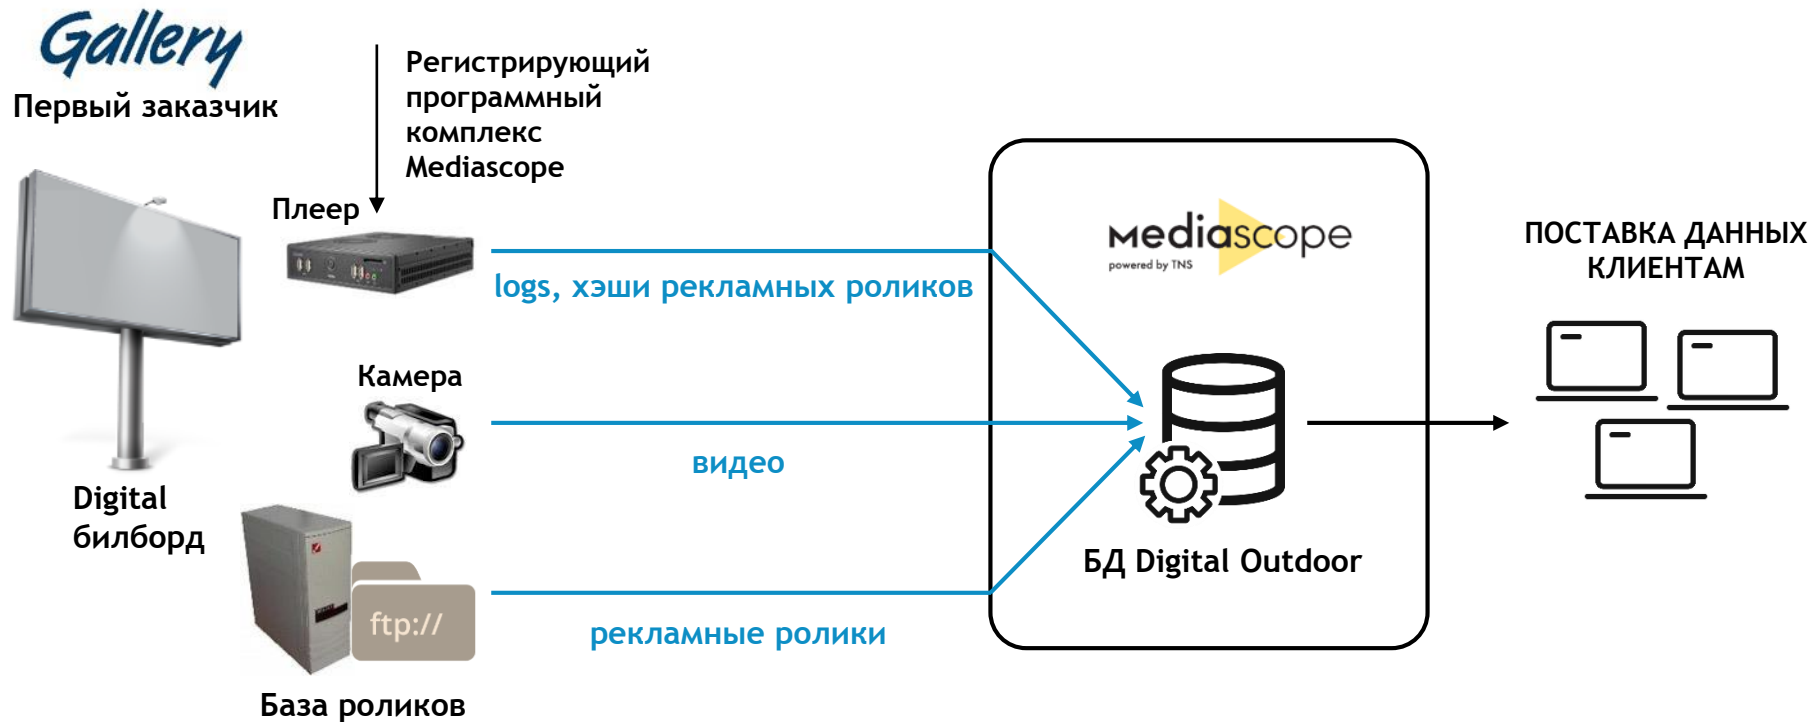 Gallery
Первый заказчик
Регистрирующий
программный
комплекс
Mediascope
Плеер
logs, хэши рекламных роликов
Камера
видео
Digital
билборд
ftp://
рекламные ролики
База роликов
мediascope
powered by TNS
БД Digital Outdoor
ПОСТАВКА ДАННЫХ
КЛИЕНТАМ